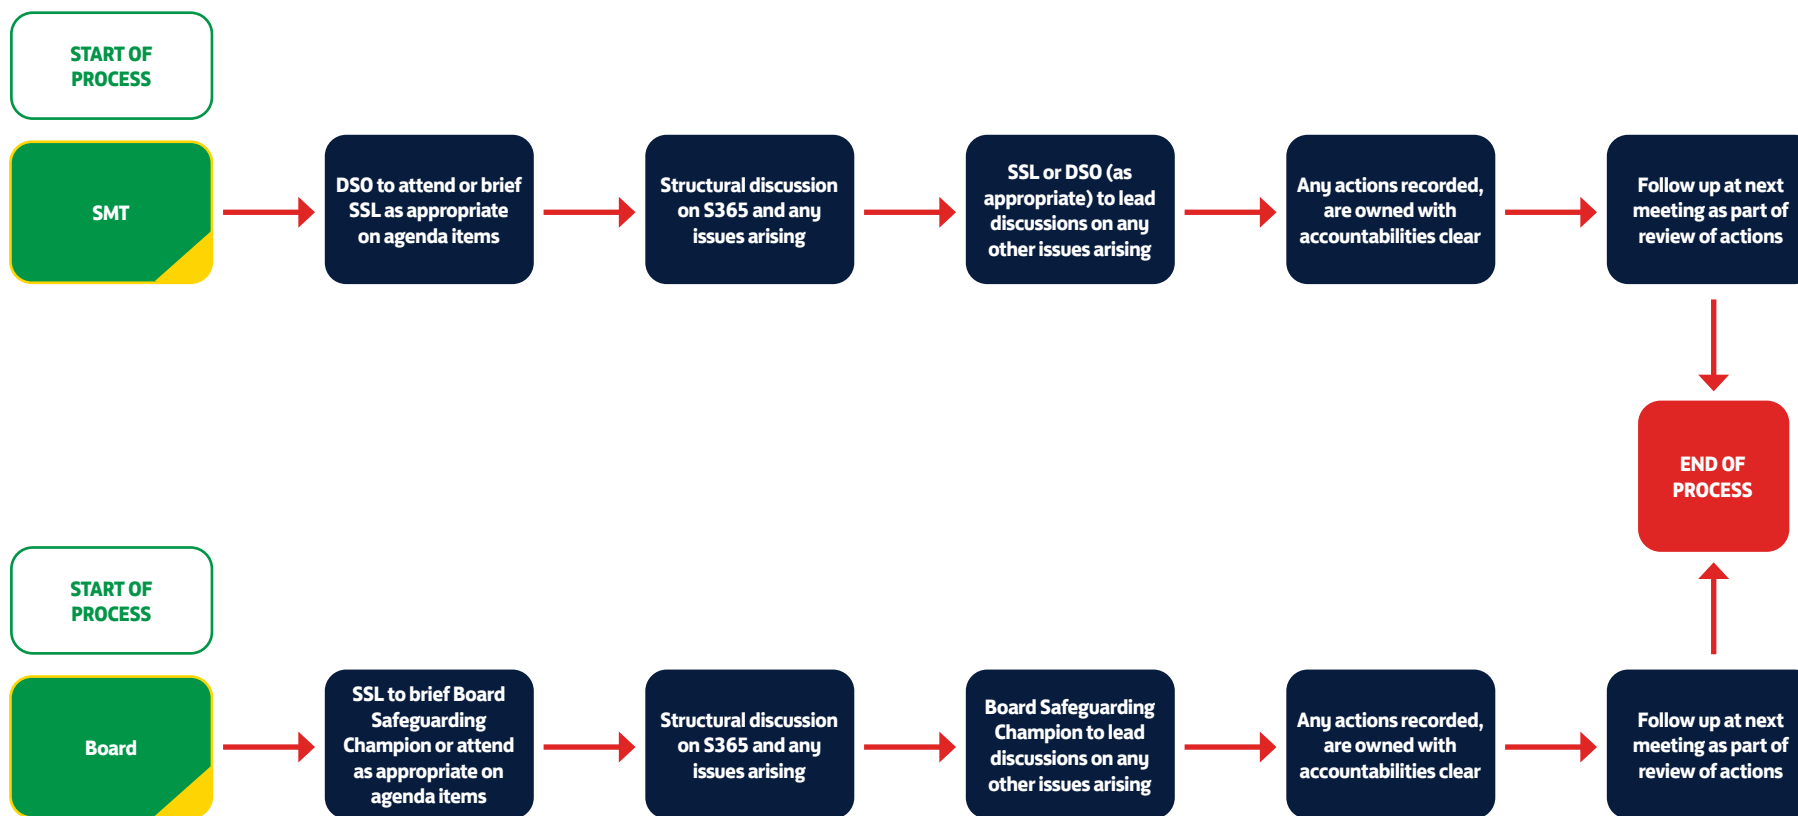 START OF
PROCESS
SMT
DSO to attend or brief
SSL as appropriate
on agenda items
Structural discussion
on S365 and any
issues arising
SSL or DSO (as
appropriate) to lead
discussions on any
other issues arising
Any actions recorded,
are owned with
accountabilities clear
Follow up at next
meeting as part of
review of actions
END OF
PROCESS
START OF
PROCESS
Board
SSL to brief Board
Safeguarding
Champion or attend
as appropriate on
agenda items
Structural discussion
on S365 and any
issues arising
Board Safeguarding
Champion to lead
discussions on any
other issues arising
Any actions recorded,
are owned with
accountabilities clear
Follow up at next
meeting as part of
review of actions